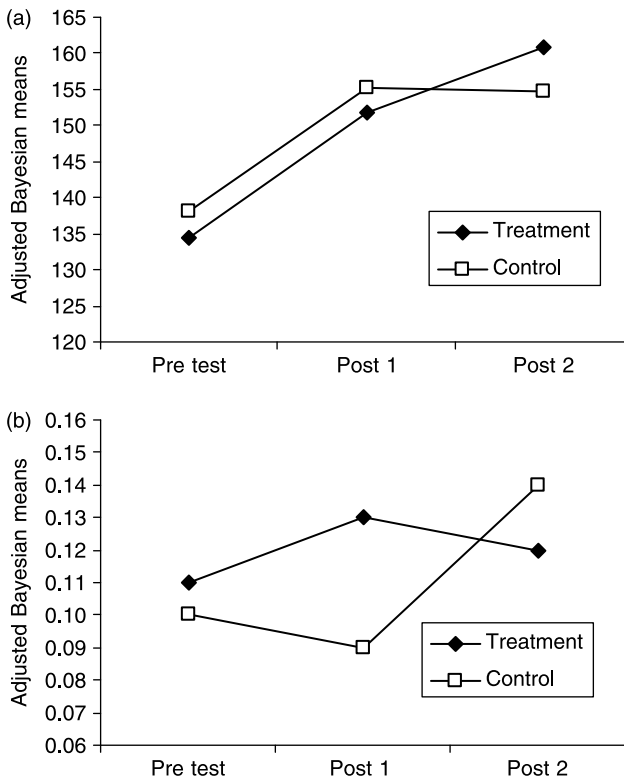 (a)
Adjusted Bayesian means
165
160
155
150
145
140
135
130
125
120
Treatment
Control
Pre test Post 1 Post 2
(b)
Adjusted Bayesian means
0.16
0.15
0.14
0.13
0.12
0.11
0.10
0.09
0.08
0.07
0.06
Treatment
Control
Pre test Post 1 Post 2